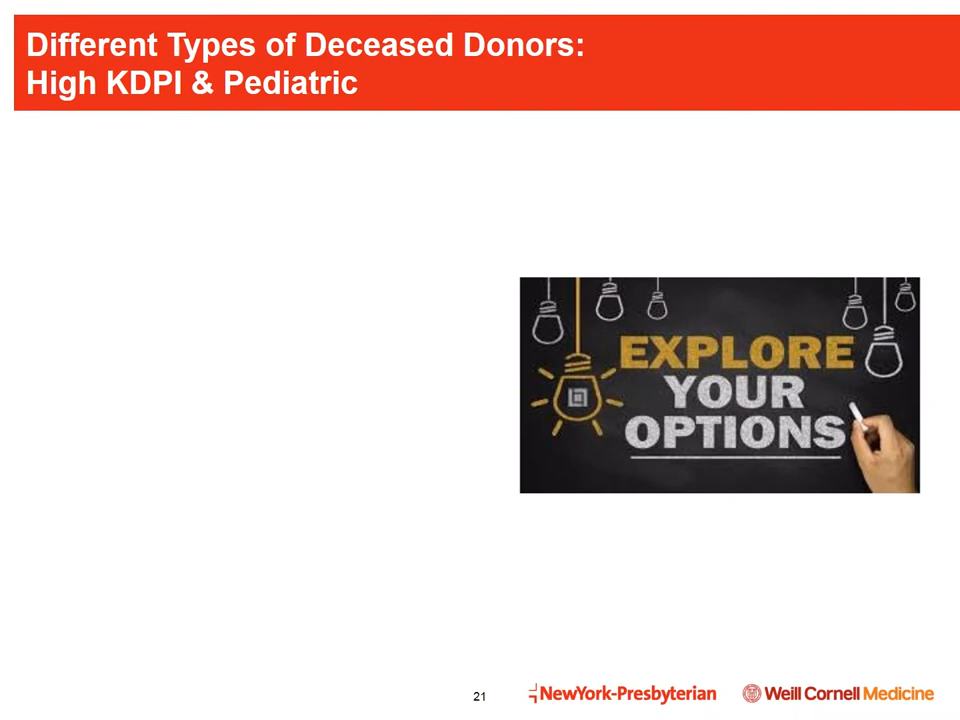 Different Types of Deceased Donors:
High KDPI & Pediatric
EXPLORE
YOUR
OPTIONS
21
NewYork-Presbyterian
Weill Cornell Medicine